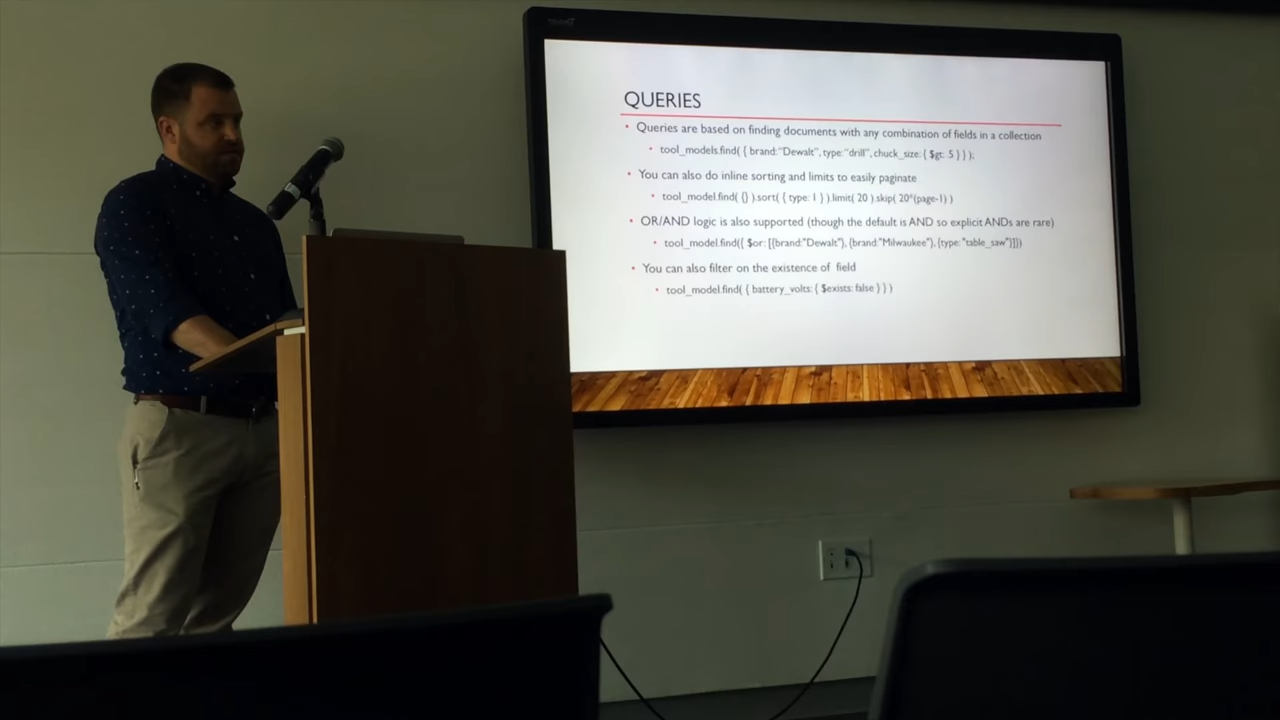 QUERIES
• Queries are based on finding documents with any combination of fields in a collection
• tool_models.find( { brand:"Dewalt", type:"drill", chuck_size: { $gt: .5 } } );
• You can also do inline sorting and limits to easily paginate
• tool_model.find( {} ).sort( { type: 1 } ).limit( 20 ).skip( 20*(page-1) )
• OR/AND logic is also supported (though the default is AND so explicit ANDs are rare)
• tool_model.find({ $or: [{brand:"Dewalt"}, {brand:"Milwaukee"}, {type:"table_saw"}]})
• You can also filter on the existence of field
• tool_model.find( { battery_volts: { $exists: false } } )